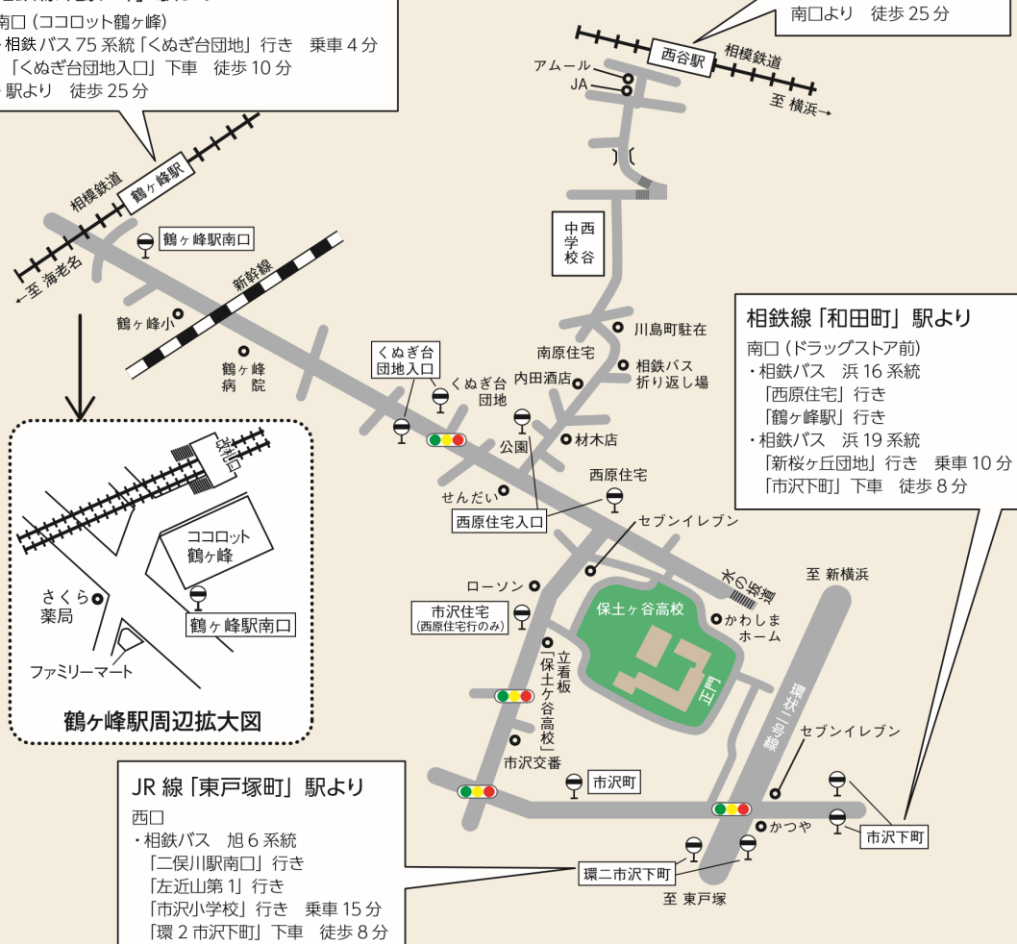 南口（ココロット鶴ヶ峰）
・相鉄バス 75 系統「くぬぎ台団地」行き　乗車 4 分
「くぬぎ台団地入口」下車　徒歩 10 分
駅より　徒歩 25 分
南口より　徒歩 25 分
西谷駅
相模鉄道
至 横浜→
アムール
JA
相模鉄道
鶴ヶ峰駅
←至 海老名
鶴ヶ峰駅南口
新幹線
鶴ヶ峰小
鶴ヶ峰
病　院
西谷
中学校
川島町駐在
南原住宅
相鉄バス
折り返し場
内田酒店
くぬぎ台
団地入口
くぬぎ台
団地
公園
材木店
せんだい
西原住宅
西原住宅入口
セブンイレブン
相鉄線「和田町」駅より
南口（ドラッグストア前）
・相鉄バス　浜 16 系統
「西原住宅」行き
「鶴ヶ峰駅」行き
・相鉄バス　浜 19 系統
「新桜ヶ丘団地」行き　乗車 10 分
「市沢下町」下車　徒歩 8 分
改札
ココロット
鶴ヶ峰
さくら
薬局
鶴ヶ峰駅南口
ファミリーマート
鶴ヶ峰駅周辺拡大図
ローソン
市沢住宅
（西原住宅行のみ）
保土ヶ谷高校
正門
水の坂道
かわしま
ホーム
至 新横浜
環状二号線
立看板
「保土ケ谷高校」
市沢交番
セブンイレブン
市沢町
かつや
市沢下町
環二市沢下町
至 東戸塚
JR 線「東戸塚町」駅より
西口
・相鉄バス　旭 6 系統
「二俣川駅南口」行き
「左近山第 1」行き
「市沢小学校」行き　乗車 15 分
「環 2 市沢下町」下車　徒歩 8 分